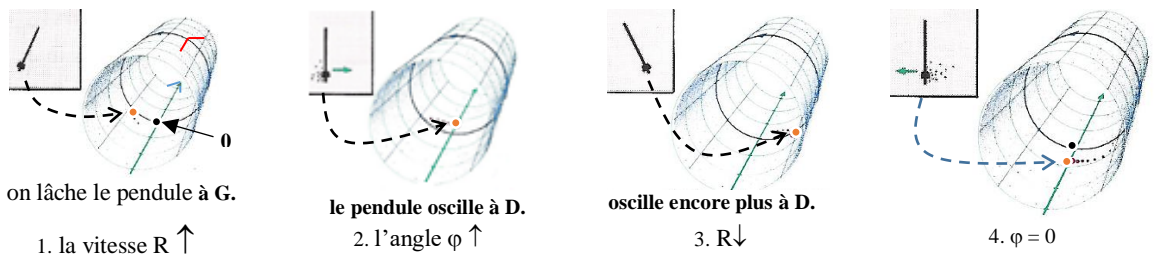 0
on lâche le pendule à G.
1. la vitesse R ↑
le pendule oscille à D.
2. l’angle φ ↑
oscille encore plus à D.
3. R↓
4. φ = 0